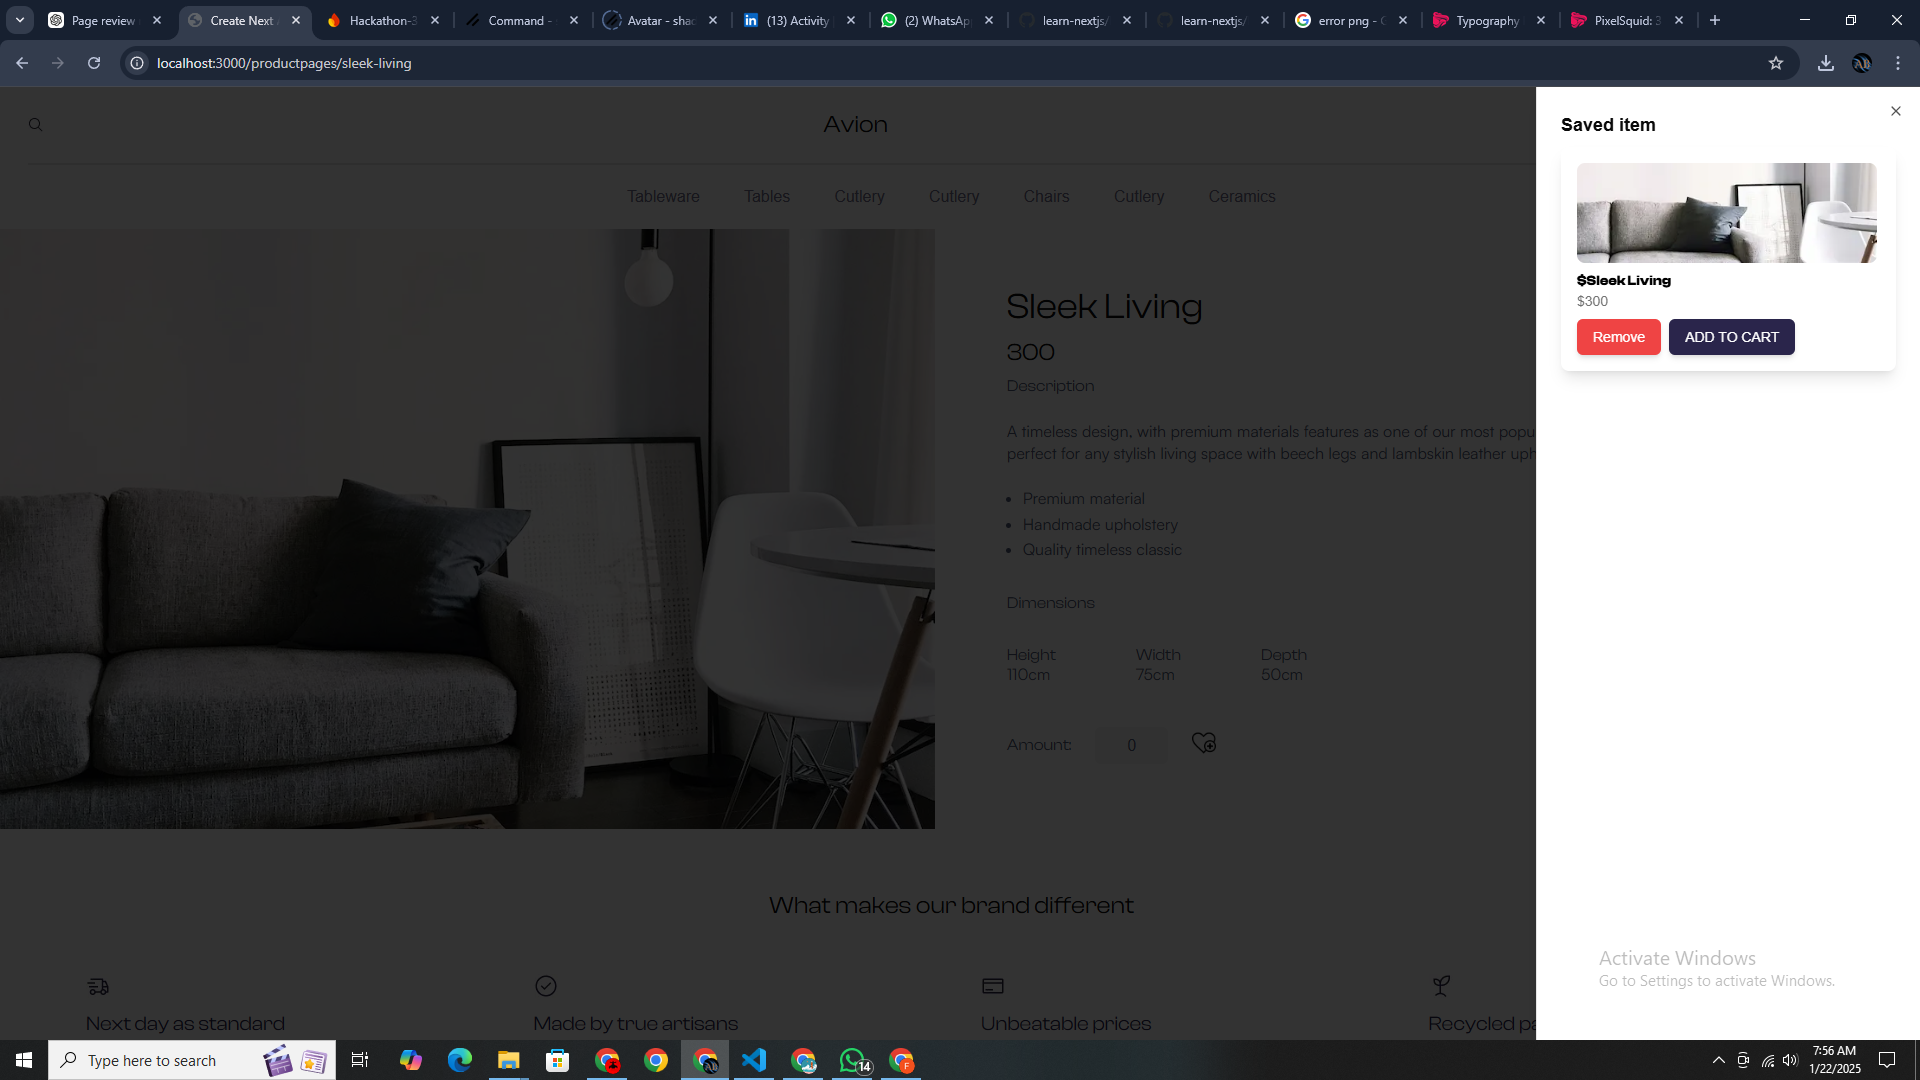 Page review
Create Next
Hackathon-3
Command -
Avatar - shad
(13) Activity
(2) WhatsApp
learn-nextjs/
learn-nextjs/
error png - G
Typography
PixelSquid: 3
localhost:3000/productpages/sleek-living
Avion
Tableware Tables Cutlery Cutlery Chairs Cutlery Ceramics
Sleek Living
300
Description
A timeless design, with premium materials features as one of our most popu
perfect for any stylish living space with beech legs and lambskin leather uph
Premium material
Handmade upholstery
Quality timeless classic
Dimensions
Height Width Depth
110cm 75cm 50cm
Amount: 0
What makes our brand different
Next day as standard
Made by true artisans
Unbeatable prices
Recycled pa
Saved item
$Sleek Living
$300
Remove
ADD TO CART
Activate Windows
Go to Settings to activate Windows.
Type here to search
14
F
7:56 AM
1/22/2025